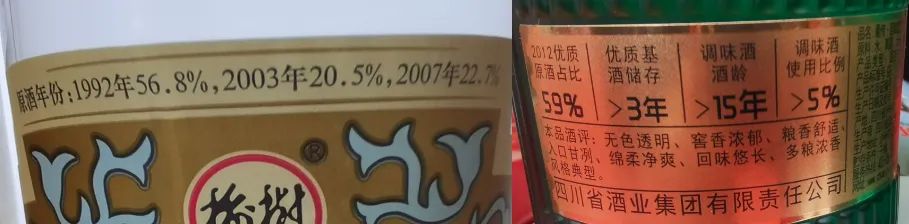 原酒年份:1992年56.8%,2003年20.5%,2007年22.7%
®
榆树
2012优质
原酒占比
59%
优质基
酒储存
>3年
调味酒
酒龄
>15年
调味酒
使用比例
>5%
本品酒评:无色透明、窖香浓郁、粮香舒适、
入口甘冽、绵柔净爽、回味悠长、多粮浓香
风格典型。
四川省酒业集团有限责任公司